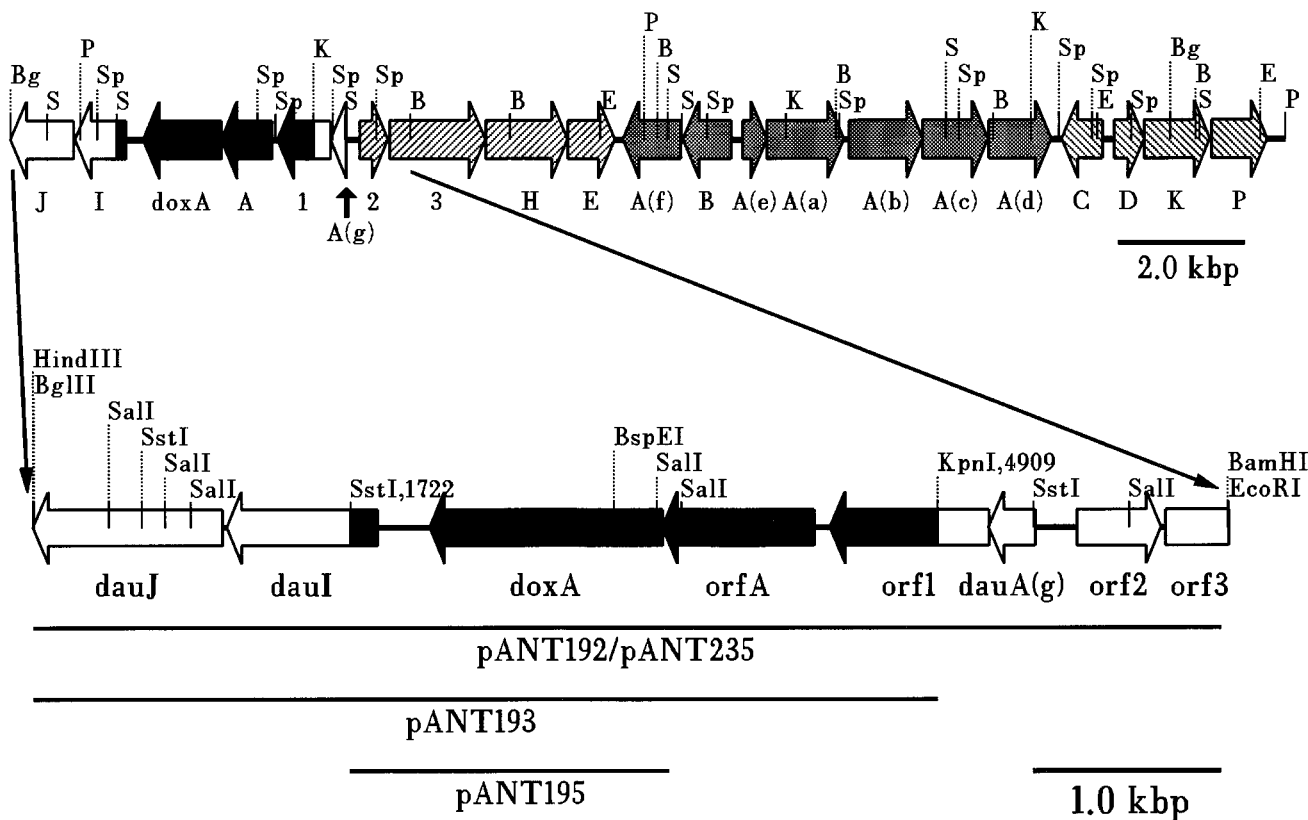 P
K
Bg
P
K
B
S
Sp
Bg
E
Sp
Sp
Sp
Sp
B
B
S
B
Sp
Sp
B
P
S
S
Sp
S
E
S
Sp
K
Sp
B
E
Sp
S
J
I
doxA
A
1
2
3
H
E
A(f)
B
A(e)
A(a)
A(b)
A(c)
A(d)
C
D
K
P
A(g)
2.0 kbp
HindIII
BglII
SalI
SstI
SalI
SalI
SstI,1722
BspEI
SalI
SalI
KpnI,4909
SstI
SalI
BamHI
EcoRI
dauJ
dauI
doxA
orfA
orf1
dauA(g)
orf2
orf3
pANT192/pANT235
pANT193
pANT195
1.0 kbp